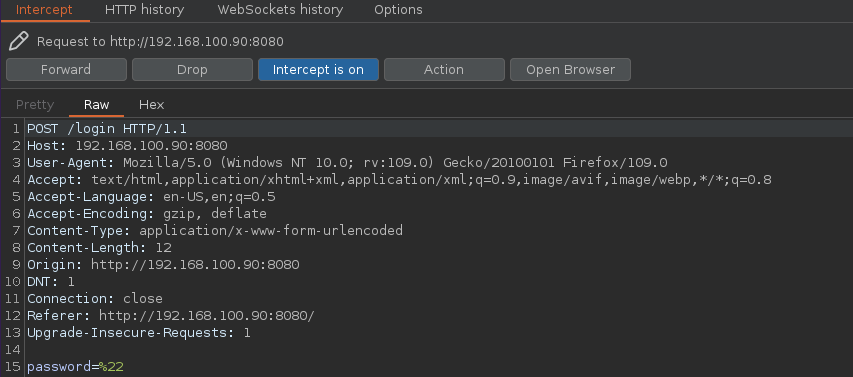 Intercept HTTP history WebSockets history Options
Request to http://192.168.100.90:8080
Forward Drop Intercept is on Action Open Browser
Pretty Raw Hex
1 POST /login HTTP/1.1
2 Host: 192.168.100.90:8080
3 User-Agent: Mozilla/5.0 (Windows NT 10.0; rv:109.0) Gecko/20100101 Firefox/109.0
4 Accept: text/html,application/xhtml+xml,application/xml;q=0.9,image/avif,image/webp,*/*;q=0.8
5 Accept-Language: en-US,en;q=0.5
6 Accept-Encoding: gzip, deflate
7 Content-Type: application/x-www-form-urlencoded
8 Content-Length: 12
9 Origin: http://192.168.100.90:8080
10 DNT: 1
11 Connection: close
12 Referer: http://192.168.100.90:8080/
13 Upgrade-Insecure-Requests: 1
14
15 password=%22